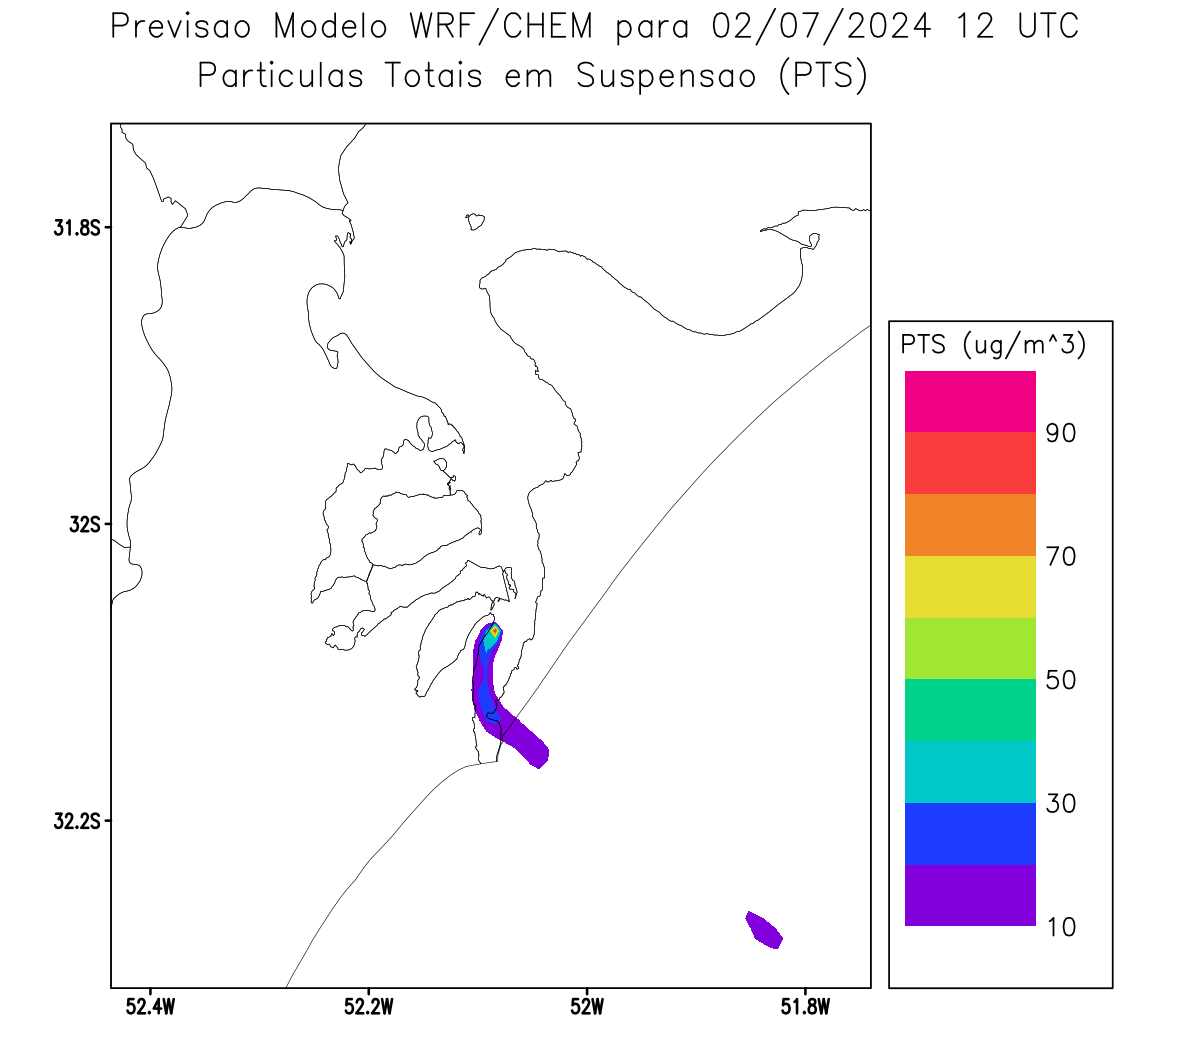 Previsao Modelo WRF/CHEM para 02/07/2024 12 UTC
Particulas Totais em Suspensao (PTS)
31.8S
32S
32.2S
52.4W
52.2W
52W
51.8W
PTS (ug/m^3)
90
70
50
30
10